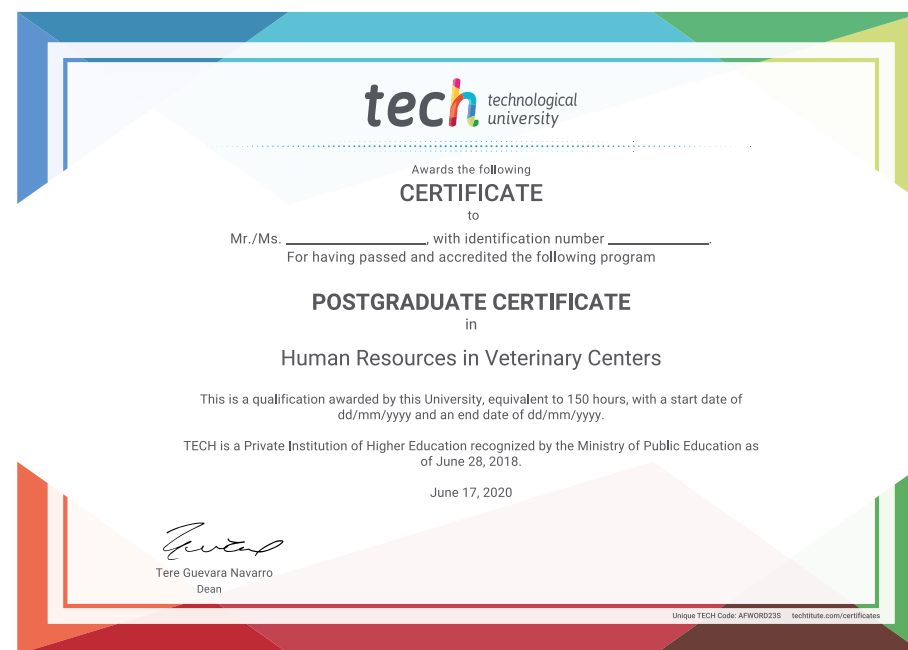 tech technological
university
Awards the following
CERTIFICATE
to
Mr./Ms. ____________________, with identification number ______________.
For having passed and accredited the following program
POSTGRADUATE CERTIFICATE
in
Human Resources in Veterinary Centers
This is a qualification awarded by this University, equivalent to 150 hours, with a start date of
dd/mm/yyyy and an end date of dd/mm/yyyy.
TECH is a Private Institution of Higher Education recognized by the Ministry of Public Education as
of June 28, 2018.
June 17, 2020
Tere Guevara Navarro
Dean
Unique TECH Code: AFWORD23S techtitute.com/certificates